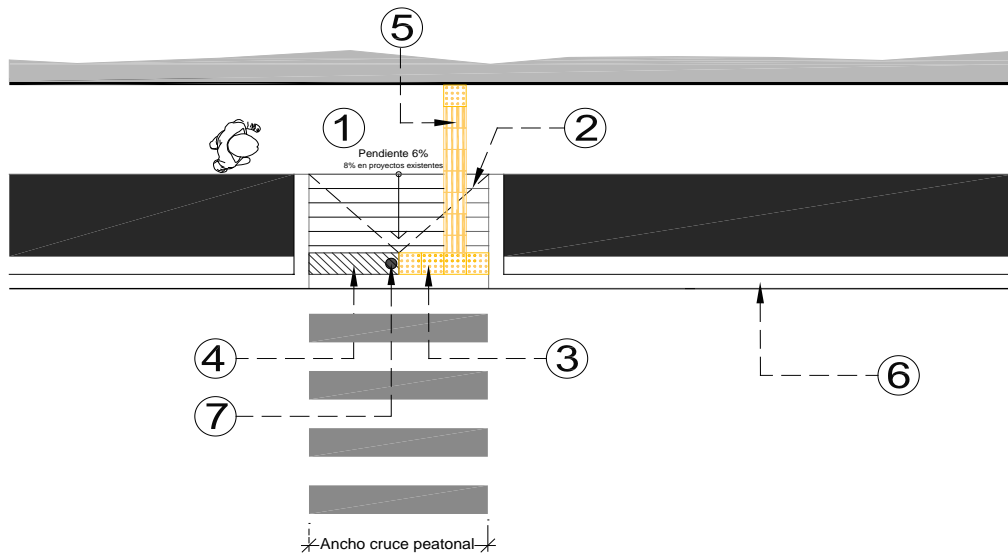 5
1
2
Pendiente 6%
8% en proyectos existentes
4
3
6
7
Ancho cruce peatonal